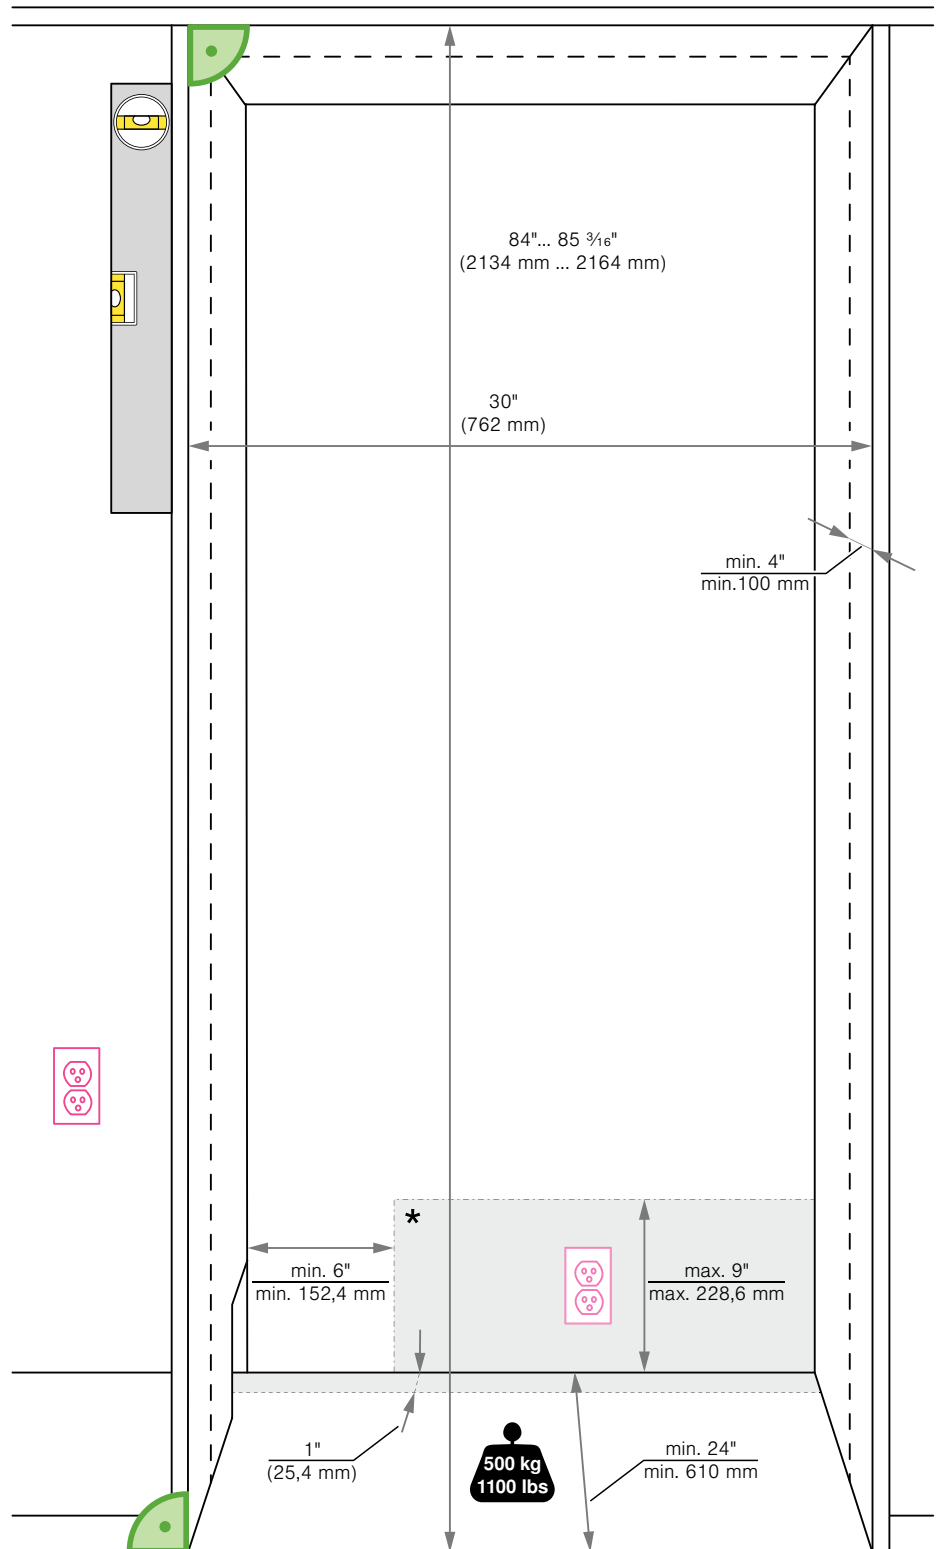 84"... 85 ³⁄₁₆"
(2134 mm ... 2164 mm)
30"
(762 mm)
min. 4"
min.100 mm
*
min. 6"
min. 152,4 mm
max. 9"
max. 228,6 mm
1"
(25,4 mm)
500 kg
1100 lbs
min. 24"
min. 610 mm